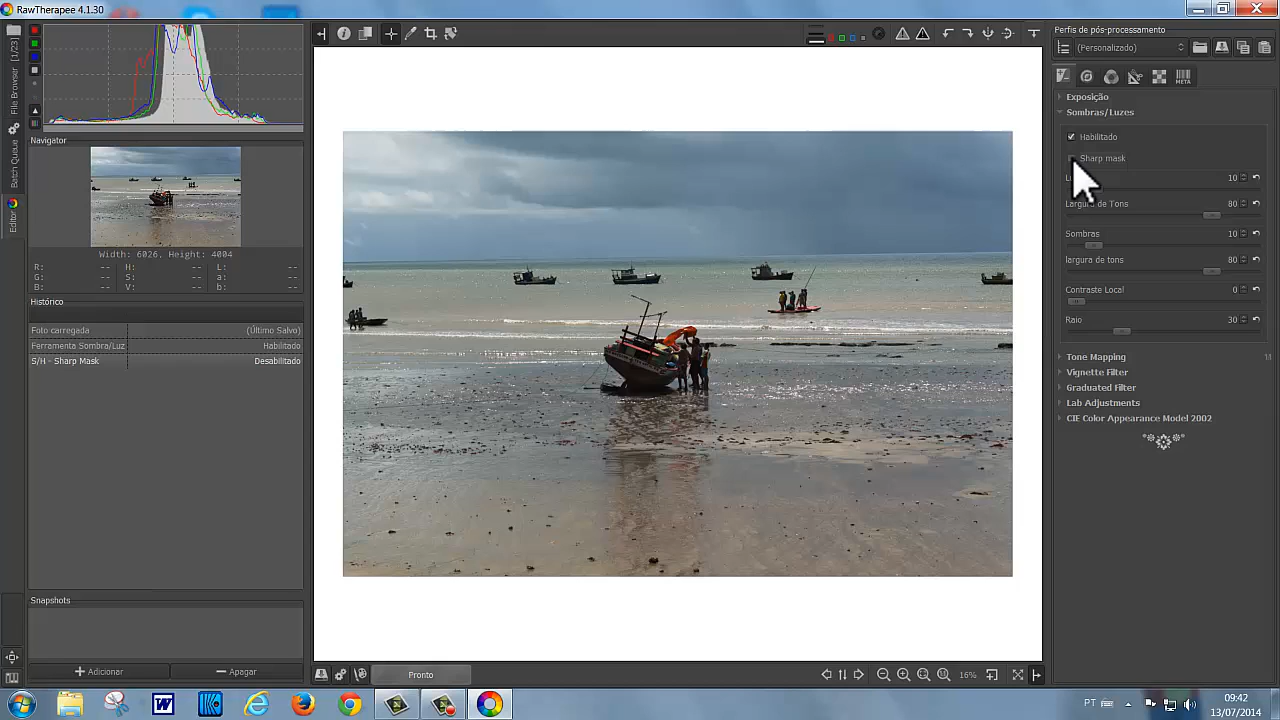 RawTherapee 4.1.30
File Browser [1/23]
Batch Queue
Editor
Navigator
Width: 6026, Height: 4004
R: -- H: -- L: --
G: -- S: -- a: --
B: -- V: -- b: --
Histórico
Foto carregada (Último Salvo)
Ferramenta Sombra/Luz Habilitado
S/H - Sharp Mask Desabilitado
Snapshots
Adicionar
Apagar
Pronto
16%
Perfis de pós-processamento
(Personalizado)
META
Exposição
Sombras/Luzes
Habilitado
Sharp mask
10
Largura de Tons 80
Sombras 10
largura de tons 80
Contraste Local 0
Raio 30
Tone Mapping
Vignette Filter
Graduated Filter
Lab Adjustments
CIE Color Appearance Model 2002
PT
09:42
13/07/2014